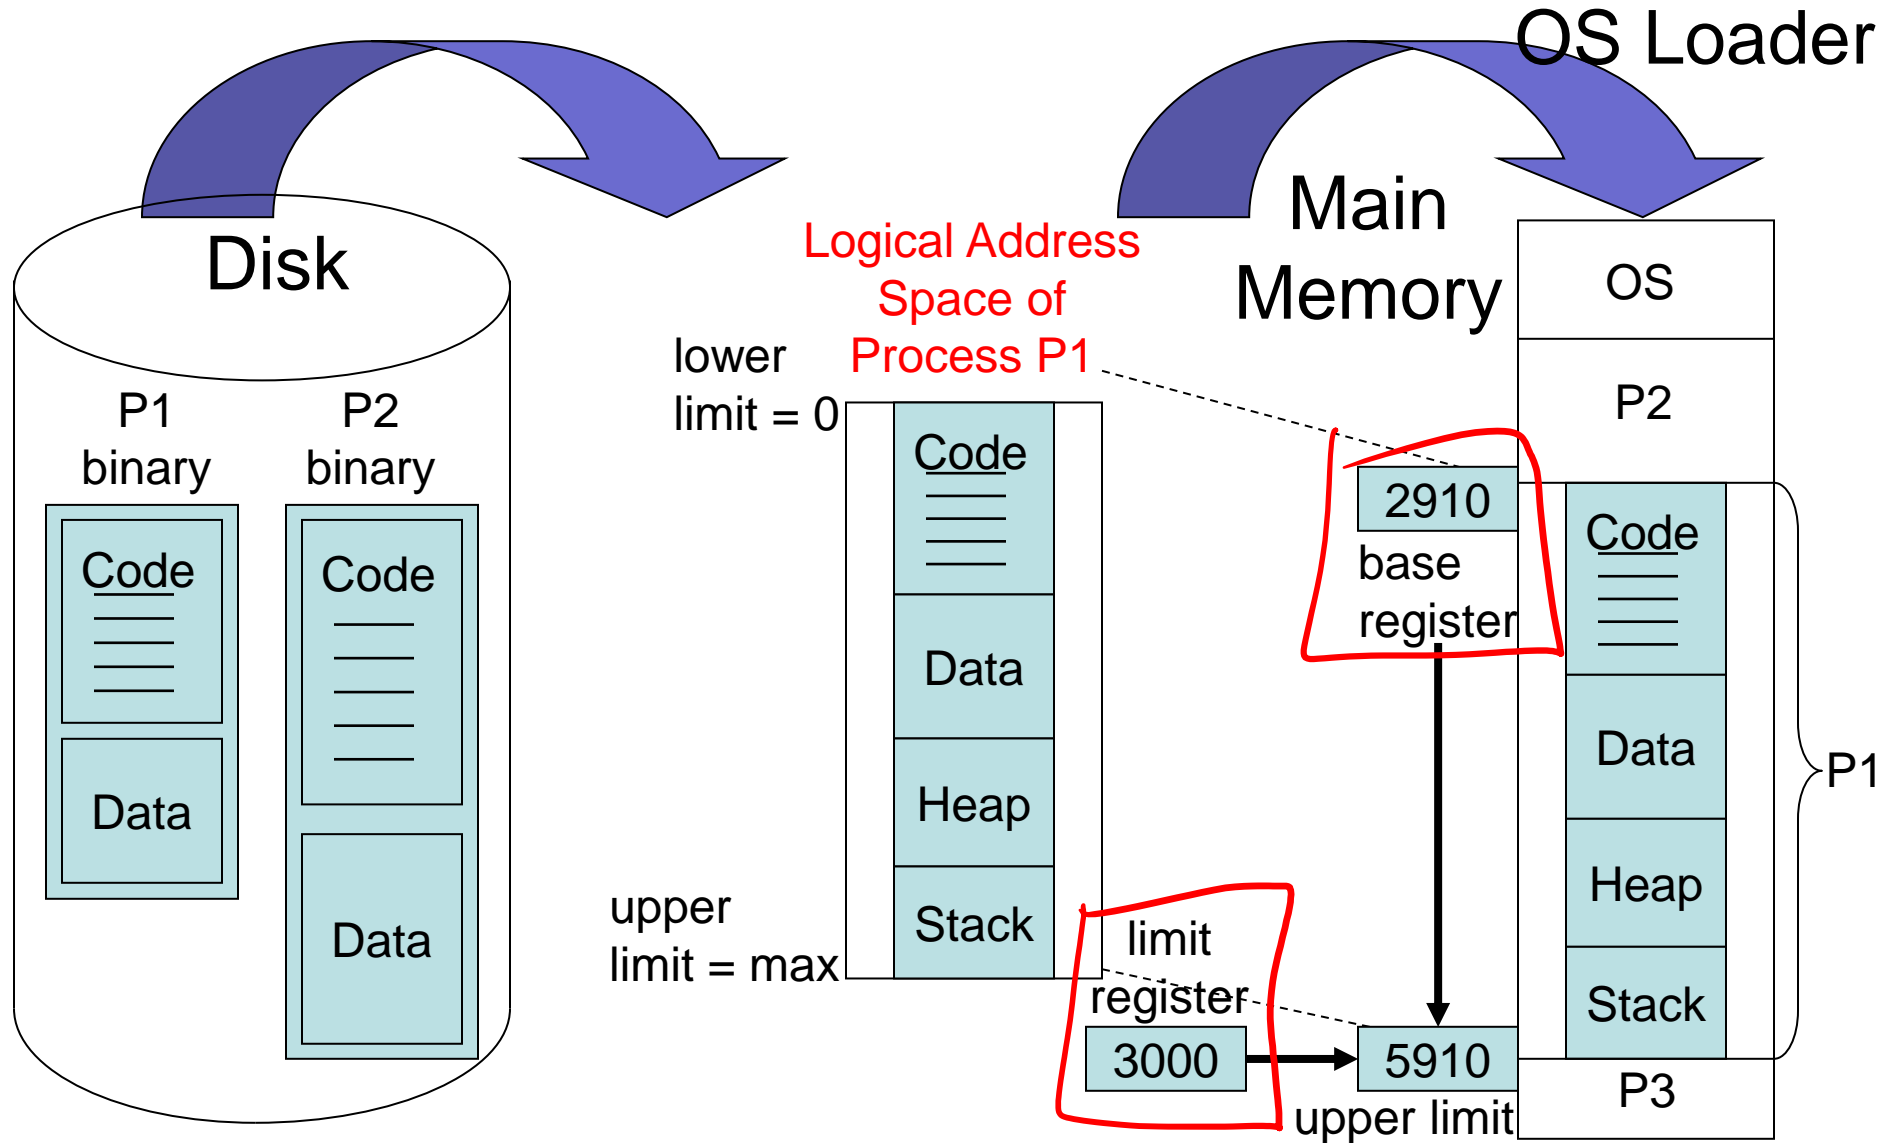 OS Loader
Disk
P1
binary
P2
binary
Code
Data
Code
Data
Logical Address
Space of
Process P1
lower
limit = 0
Code
Data
Heap
Stack
upper
limit = max
limit
register
3000
Main
Memory
2910
base
register
5910
upper limit
OS
P2
Code
Data
Heap
Stack
P3
P1